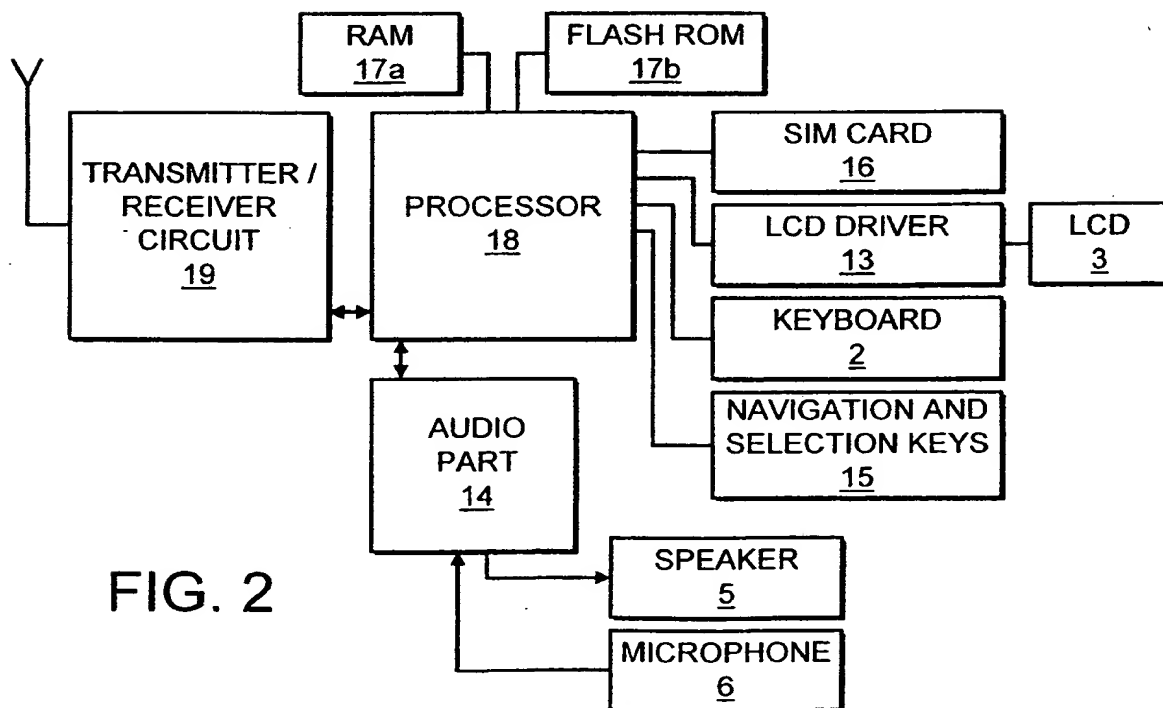 RAM
17a
FLASH ROM
17b
TRANSMITTER /
RECEIVER
CIRCUIT
19
PROCESSOR
18
SIM CARD
16
LCD DRIVER
13
LCD
3
KEYBOARD
2
NAVIGATION AND
SELECTION KEYS
15
AUDIO
PART
14
SPEAKER
5
MICROPHONE
6
FIG. 2